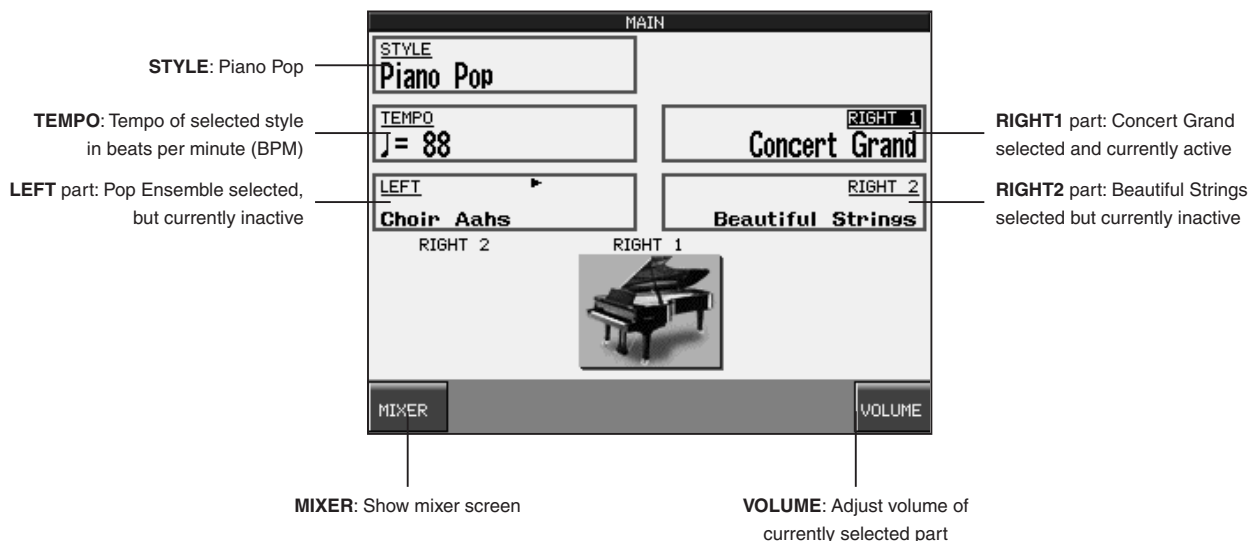 MAIN
STYLE
Piano Pop
STYLE: Piano Pop
TEMPO
♩= 88
TEMPO: Tempo of selected style
in beats per minute (BPM)
RIGHT 1
Concert Grand
RIGHT1 part: Concert Grand
selected and currently active
LEFT
Choir Aahs
LEFT part: Pop Ensemble selected,
but currently inactive
RIGHT 2
Beautiful Strings
RIGHT2 part: Beautiful Strings
selected but currently inactive
RIGHT 2
RIGHT 1
MIXER
VOLUME
MIXER: Show mixer screen
VOLUME: Adjust volume of
currently selected part